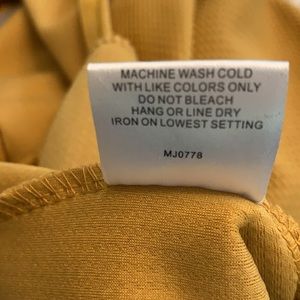 MACHINE WASH COLD
WITH LIKE COLORS ONLY
DO NOT BLEACH
HANG OR LINE DRY
IRON ON LOWEST SETTING
MJ0778